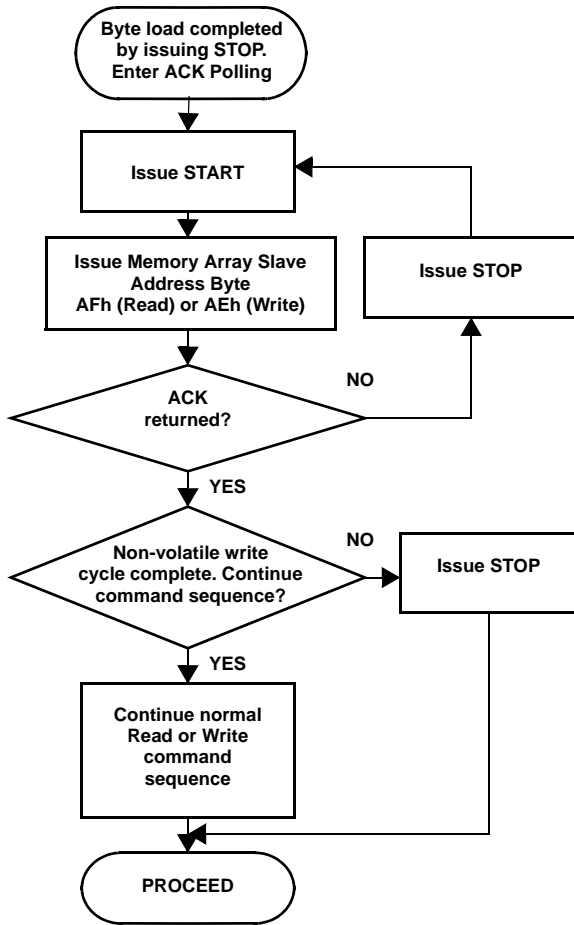 Byte load completed
by issuing STOP.
Enter ACK Polling
Issue START
Issue Memory Array Slave
Address Byte
AFh (Read) or AEh (Write)
Issue STOP
ACK
returned?
NO
YES
Non-volatile write
cycle complete. Continue
command sequence?
NO
Issue STOP
YES
Continue normal
Read or Write
command
sequence
PROCEED